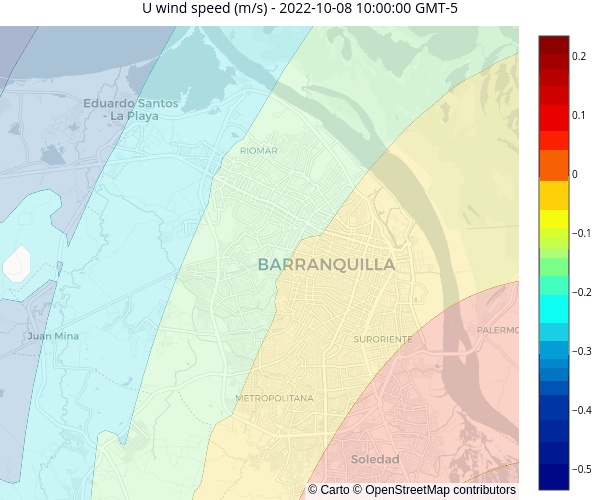 U wind speed (m/s) - 2022-10-08 10:00:00 GMT-5
Eduardo Santos
- La Playa
RIOMAR
BARRANQUILLA
Juan Mina
SURORIENTE
PALERMO
METROPOLITANA
Soledad
© Carto © OpenStreetMap contributors
0.2
0.1
0
−0.1
−0.2
−0.3
−0.4
−0.5